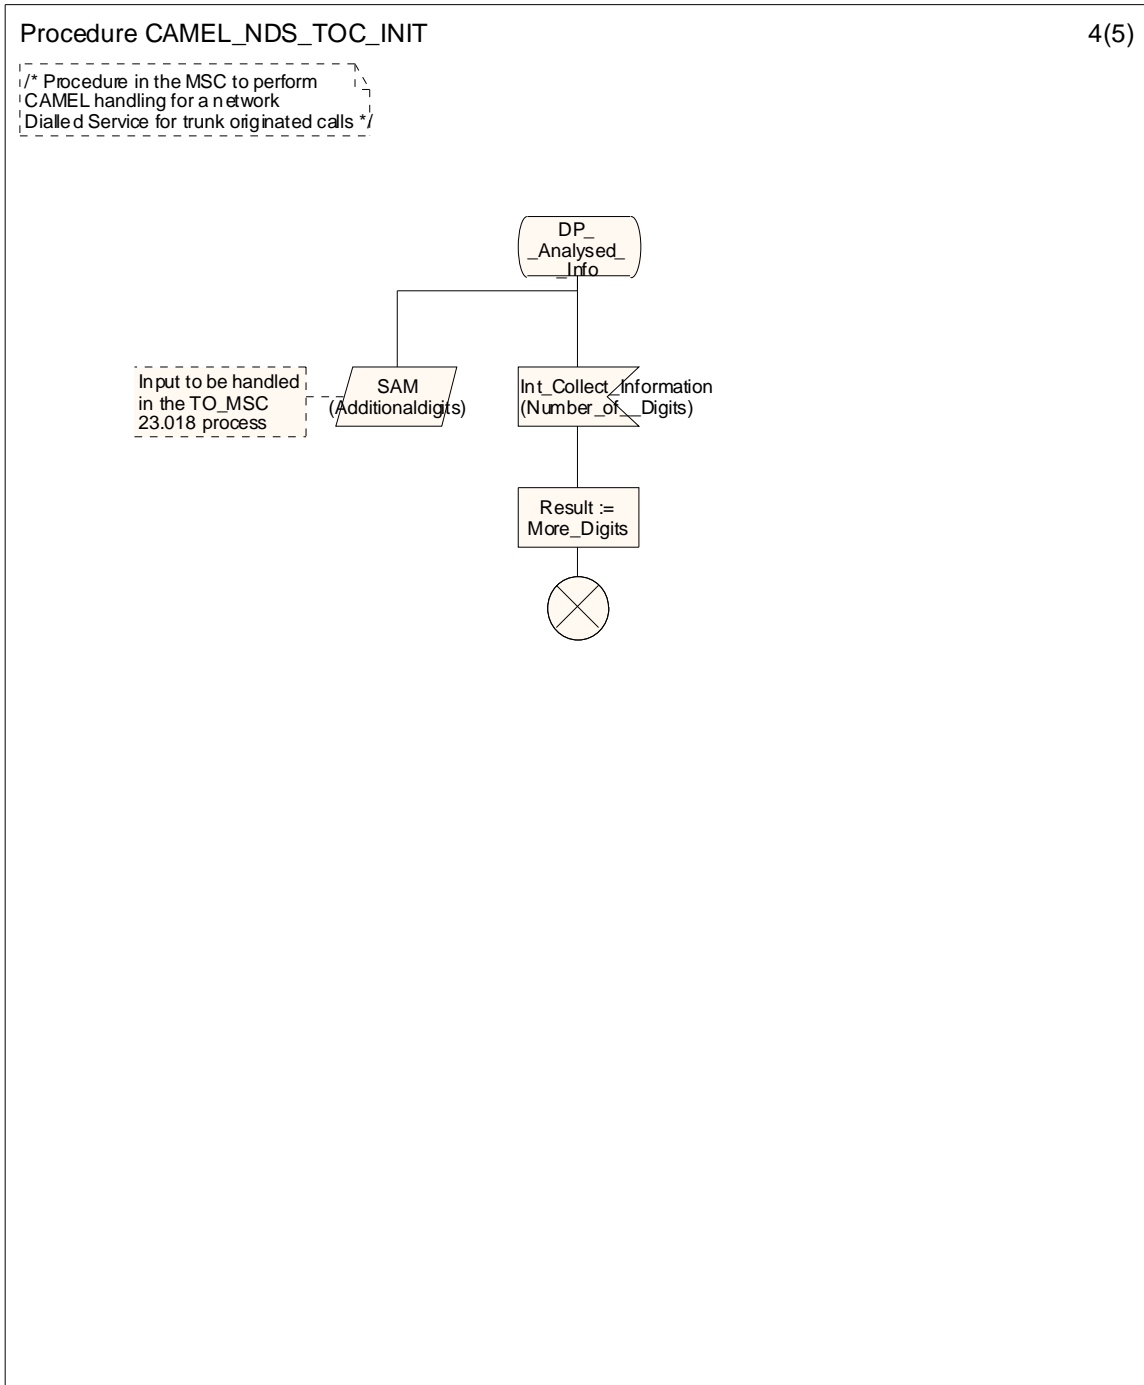 Procedure CAMEL_NDS_TOC_INIT
4(5)
/* Procedure in the MSC to perform
CAMEL handling for a network
Dialled Service for trunk originated calls */
DP_
_Analysed_
_Info
Input to be handled
in the TO_MSC
23.018 process
SAM
(Additionaldigits)
Int_Collect_Information
(Number_of__Digits)
Result :=
More_Digits